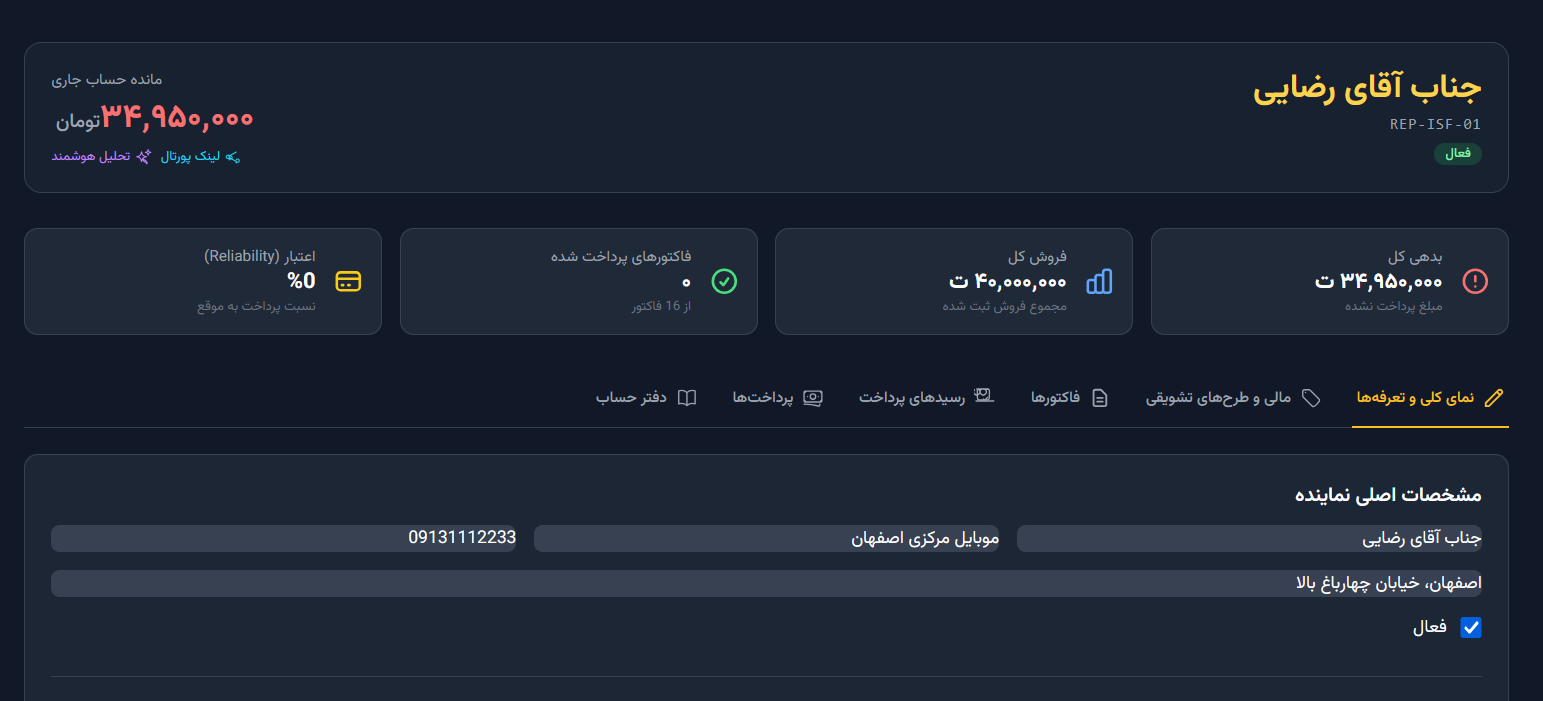 جناب آقای رضایی
REP-ISF-01
فعال
مانده حساب جاری
۳۴,۹۵۰,۰۰۰تومان
لینک پورتال
تحلیل هوشمند
بدهی کل
۳۴,۹۵۰,۰۰۰ ت
مبلغ پرداخت نشده
فروش کل
۴۰,۰۰۰,۰۰۰ ت
مجموع فروش ثبت شده
فاکتورهای پرداخت شده
۰
از 16 فاکتور
اعتبار (Reliability)
%0
نسبت پرداخت به موقع
نمای کلی و تعرفه‌ها
مالی و طرح‌های تشویقی
فاکتورها
رسیدهای پرداخت
پرداخت‌ها
دفتر حساب
مشخصات اصلی نماینده
جناب آقای رضایی
موبایل مرکزی اصفهان
09131112233
اصفهان، خیابان چهارباغ بالا
فعال